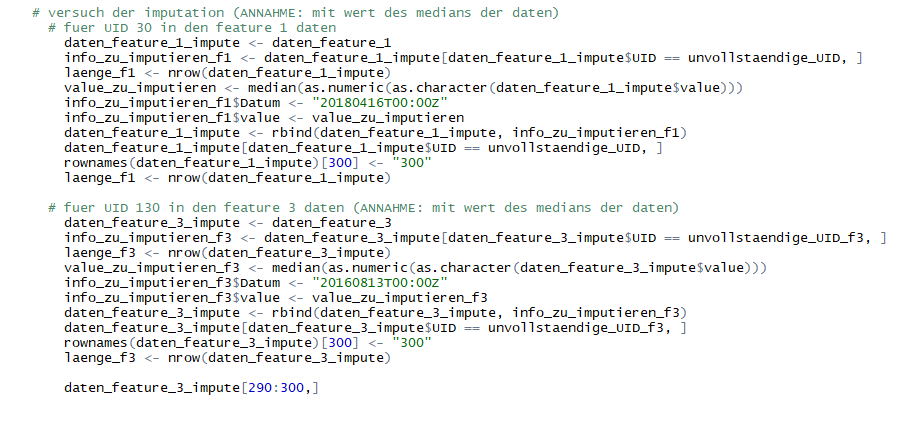 # versuch der imputation (ANNAHME: mit wert des medians der daten)
# fuer UID 30 in den feature 1 daten
daten_feature_1_impute <- daten_feature_1
info_zu_imputieren_f1 <- daten_feature_1_impute[daten_feature_1_impute$UID == unvollstaendige_UID, ]
laenge_f1 <- nrow(daten_feature_1_impute)
value_zu_imputieren <- median(as.numeric(as.character(daten_feature_1_impute$value)))
info_zu_imputieren_f1$Datum <- "20180416T00:00Z"
info_zu_imputieren_f1$value <- value_zu_imputieren
daten_feature_1_impute <- rbind(daten_feature_1_impute, info_zu_imputieren_f1)
daten_feature_1_impute[daten_feature_1_impute$UID == unvollstaendige_UID, ]
rownames(daten_feature_1_impute)[300] <- "300"
laenge_f1 <- nrow(daten_feature_1_impute)
# fuer UID 130 in den feature 3 daten (ANNAHME: mit wert des medians der daten)
daten_feature_3_impute <- daten_feature_3
info_zu_imputieren_f3 <- daten_feature_3_impute[daten_feature_3_impute$UID == unvollstaendige_UID_f3, ]
laenge_f3 <- nrow(daten_feature_3_impute)
value_zu_imputieren_f3 <- median(as.numeric(as.character(daten_feature_3_impute$value)))
info_zu_imputieren_f3$Datum <- "20160813T00:00Z"
info_zu_imputieren_f3$value <- value_zu_imputieren_f3
daten_feature_3_impute <- rbind(daten_feature_3_impute, info_zu_imputieren_f3)
daten_feature_3_impute[daten_feature_3_impute$UID == unvollstaendige_UID_f3, ]
rownames(daten_feature_3_impute)[300] <- "300"
laenge_f3 <- nrow(daten_feature_3_impute)
daten_feature_3_impute[290:300,]